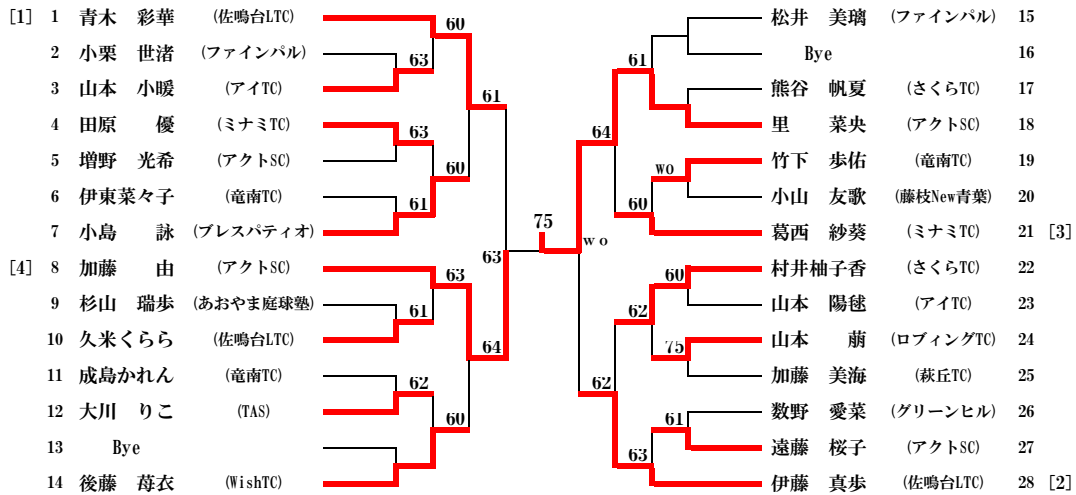 [1] 1 青木 彩華 (佐鳴台LTC)
2 小栗 世渚 (ファインパル)
3 山本 小暖 (アイTC)
4 田原 優 (ミナミTC)
5 増野 光希 (アクトSC)
6 伊東菜々子 (竜南TC)
7 小島 詠 (ブレスパティオ)
[4] 8 加藤 由 (アクトSC)
9 杉山 瑞歩 (あおやま庭球塾)
10 久米くらら (佐鳴台LTC)
11 成島かれん (竜南TC)
12 大川 りこ (TAS)
13 Bye
14 後藤 苺衣 (WishTC)
60
63
61
63
60
61
63
63
61
64
62
60
75
wo
61
64
wo
60
60
62
75
62
61
63
松井 美璃 (ファインパル) 15
Bye 16
熊谷 帆夏 (さくらTC) 17
里 菜央 (アクトSC) 18
竹下 歩佑 (竜南TC) 19
小山 友歌 (藤枝New青葉) 20
葛西 紗葵 (ミナミTC) 21 [3]
村井柚子香 (さくらTC) 22
山本 陽毬 (アイTC) 23
山本 萠 (ロブィングTC) 24
加藤 美海 (萩丘TC) 25
数野 愛菜 (グリーンヒル) 26
遠藤 桜子 (アクトSC) 27
伊藤 真歩 (佐鳴台LTC) 28 [2]